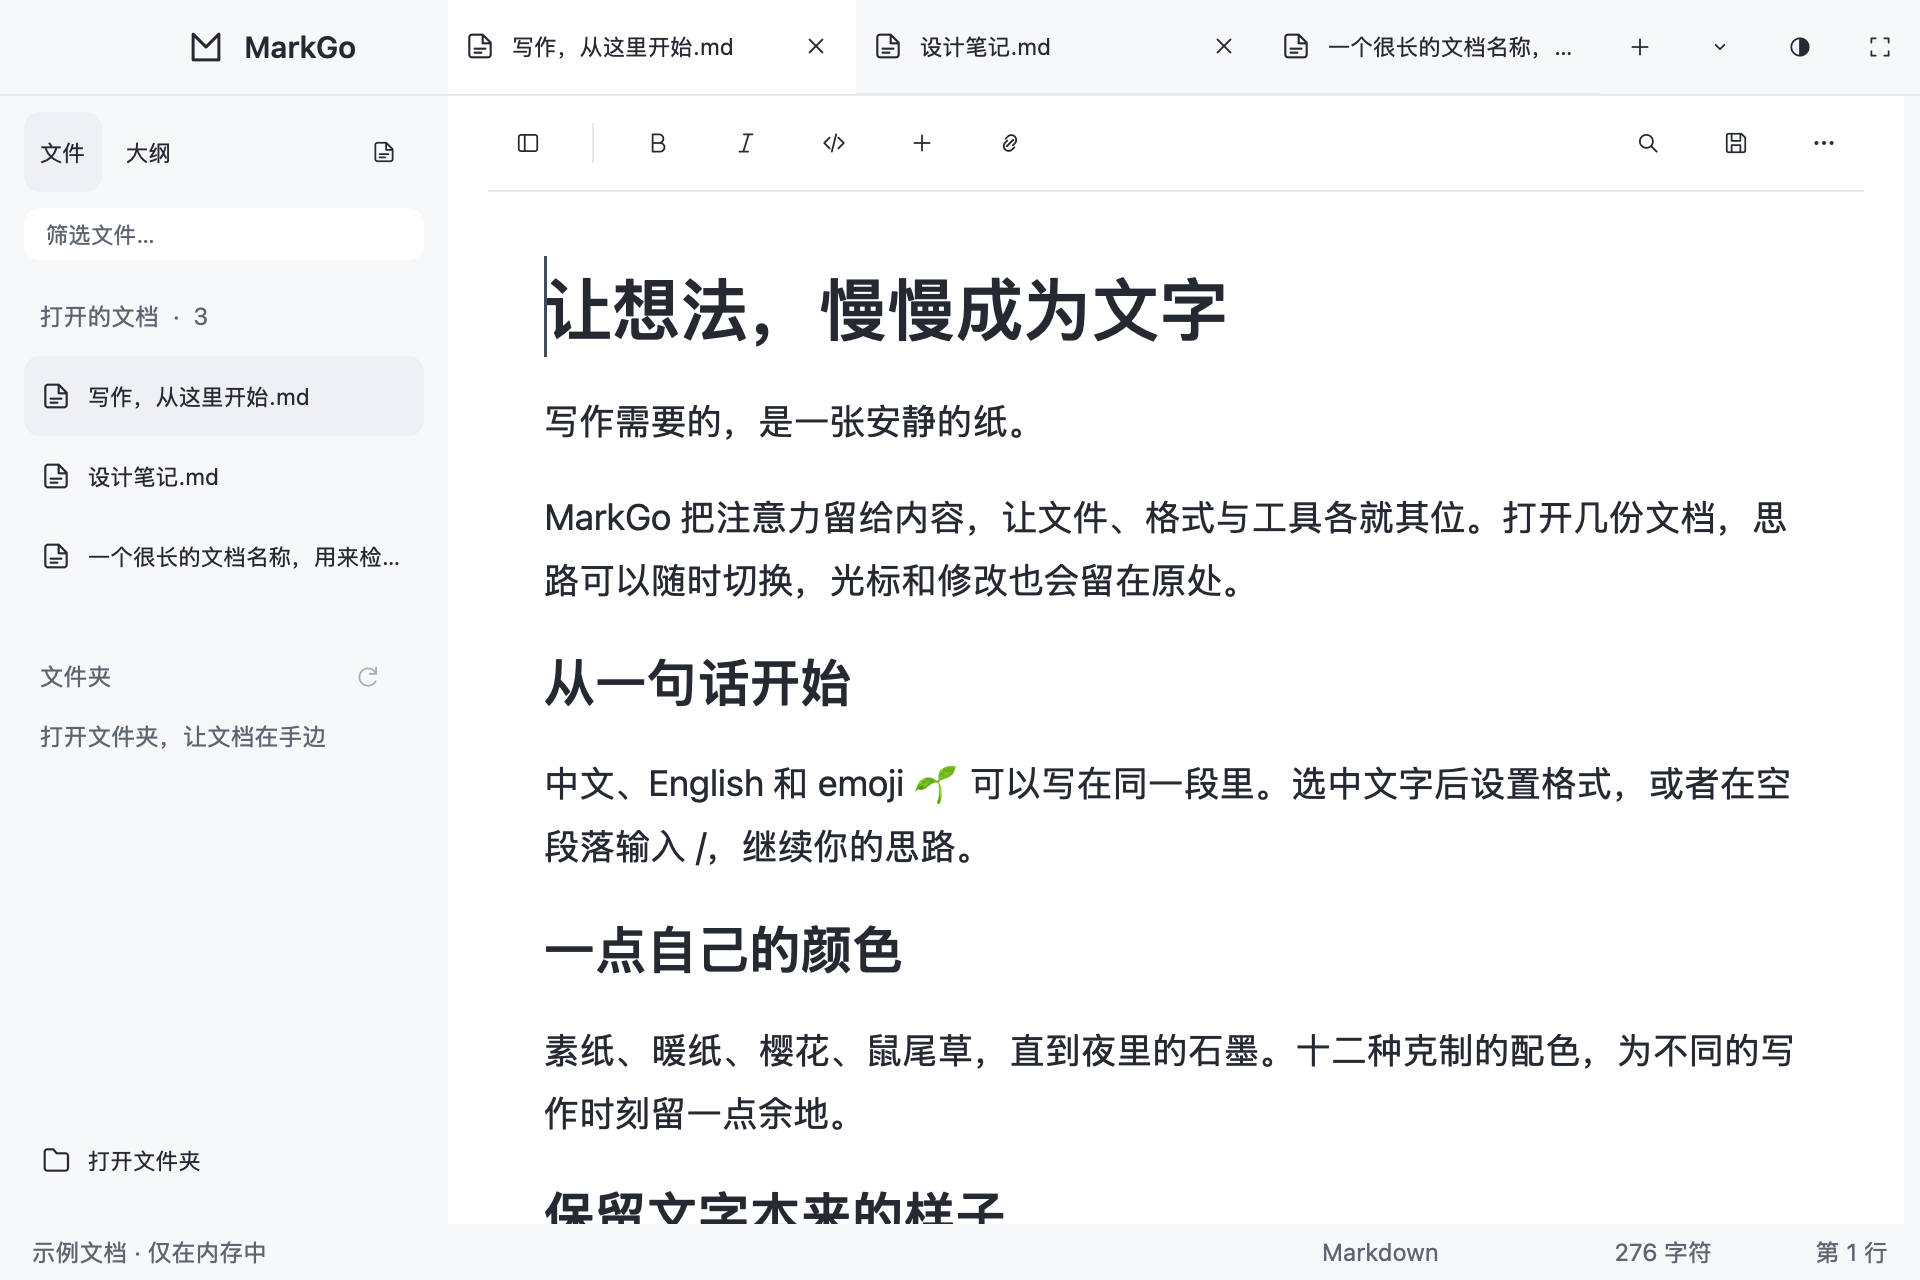 MarkGo
写作，从这里开始.md
设计笔记.md
一个很长的文档名称，...
文件
大纲
筛选文件...
打开的文档 · 3
写作，从这里开始.md
设计笔记.md
一个很长的文档名称，用来检...
文件夹
打开文件夹，让文档在手边
打开文件夹
B
I
让想法，慢慢成为文字
写作需要的，是一张安静的纸。
MarkGo 把注意力留给内容，让文件、格式与工具各就其位。打开几份文档，思
路可以随时切换，光标和修改也会留在原处。
从一句话开始
中文、English 和 emoji 🌱 可以写在同一段里。选中文字后设置格式，或者在空
段落输入 /，继续你的思路。
一点自己的颜色
素纸、暖纸、樱花、鼠尾草，直到夜里的石墨。十二种克制的配色，为不同的写
作时刻留一点余地。
保留文字本来的样子
示例文档 · 仅在内存中
Markdown
276 字符
第 1 行